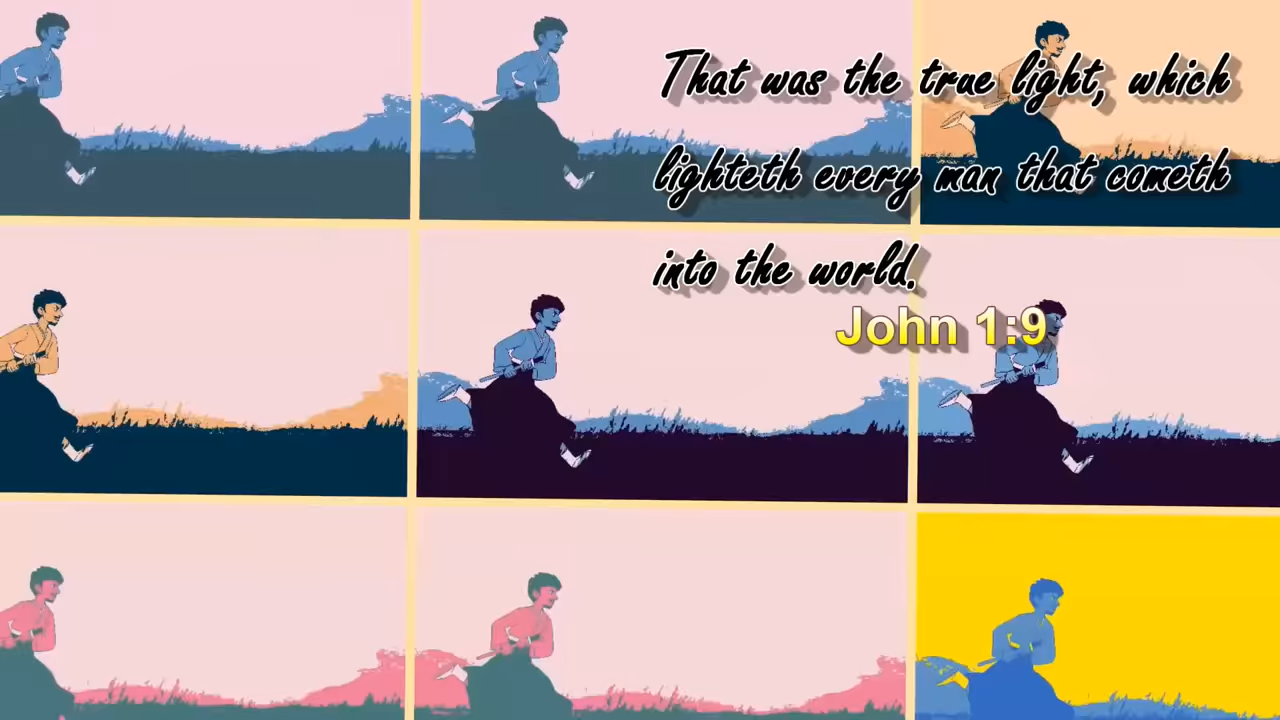 That was the true light, which
lighteth every man that cometh
into the world.
John 1:9